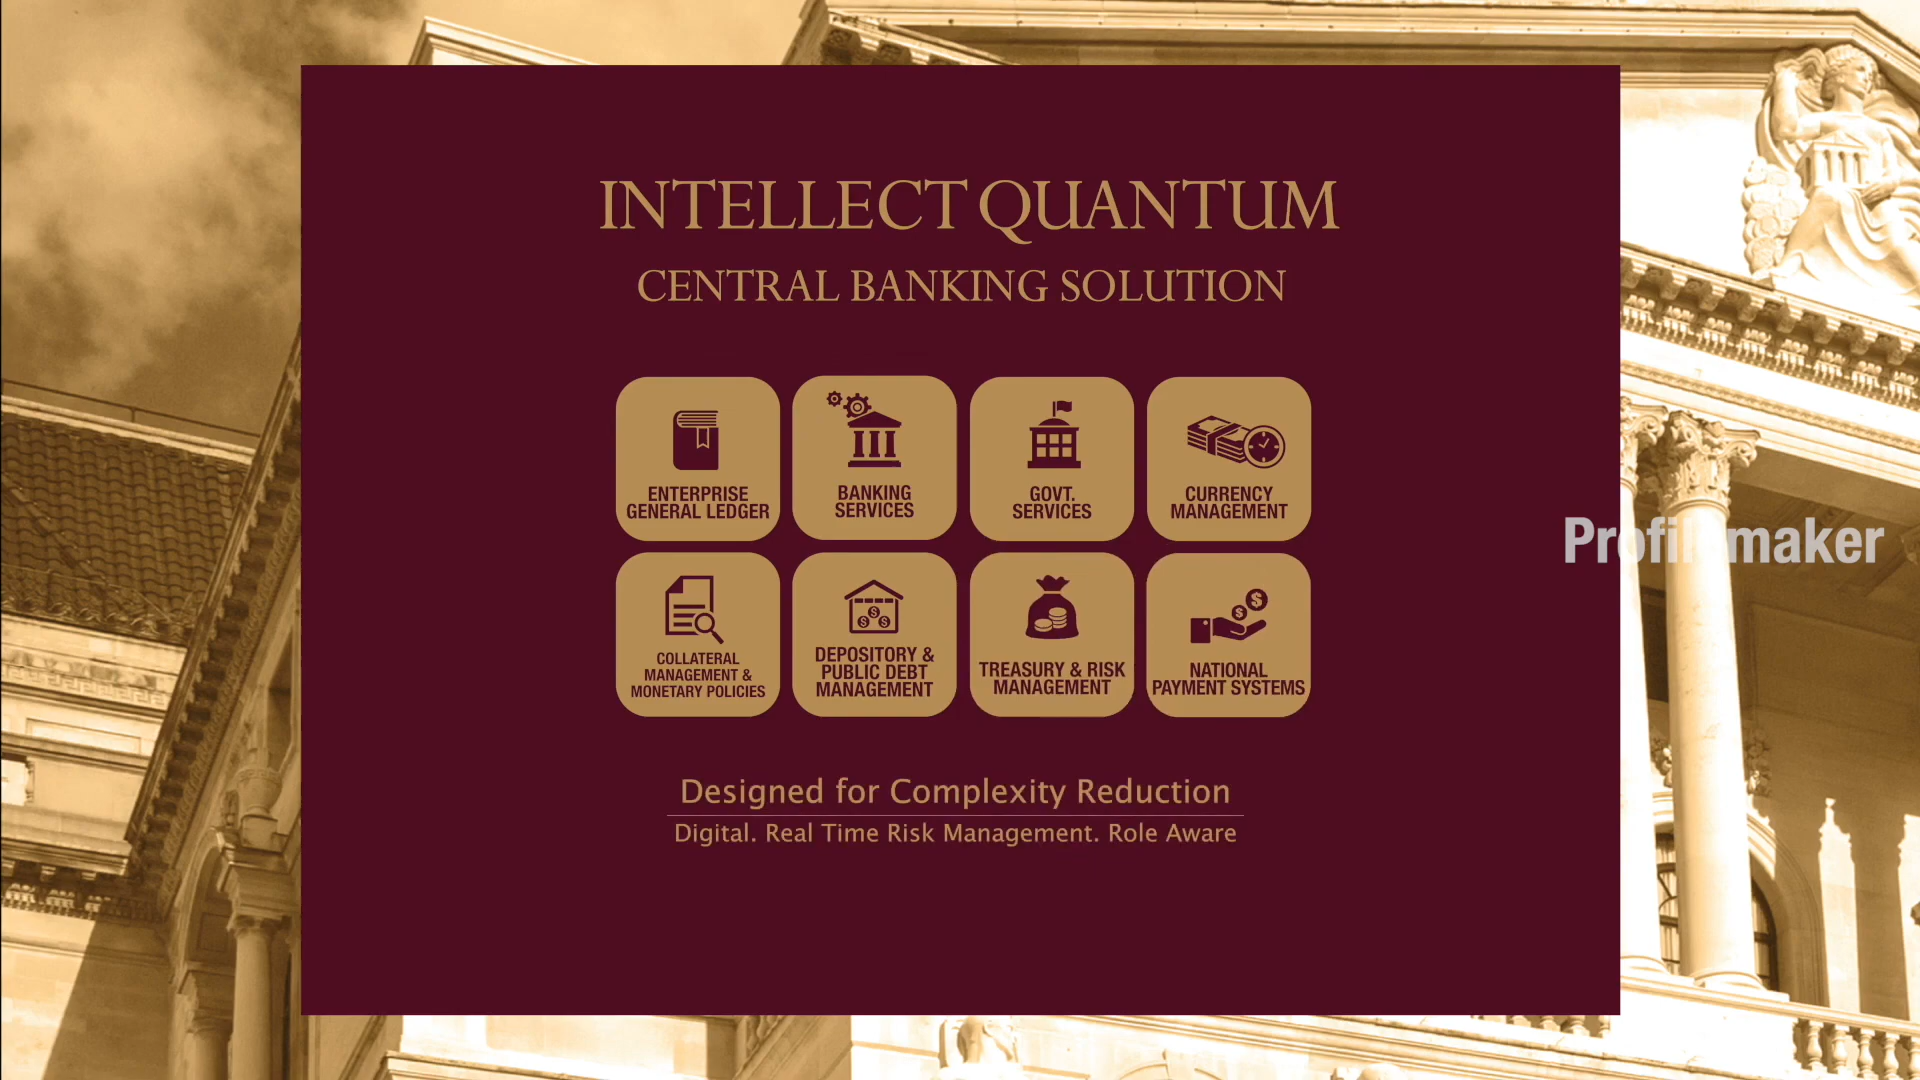 INTELLECT QUANTUM
CENTRAL BANKING SOLUTION
ENTERPRISE
GENERAL LEDGER
BANKING
SERVICES
GOVT.
SERVICES
CURRENCY
MANAGEMENT
COLLATERAL
MANAGEMENT &
MONETARY POLICIES
DEPOSITORY &
PUBLIC DEBT
MANAGEMENT
TREASURY & RISK
MANAGEMENT
NATIONAL
PAYMENT SYSTEMS
Designed for Complexity Reduction
Digital. Real Time Risk Management. Role Aware